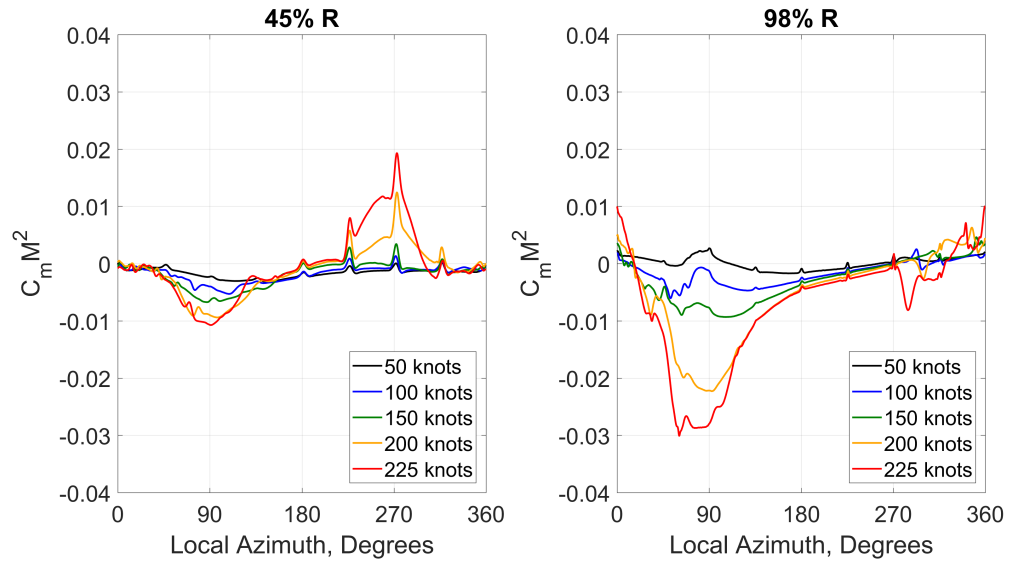 45% R
0.04
0.03
0.02
0.01
0
-0.01
-0.02
-0.03
-0.04
CmM2
0
90
180
270
360
Local Azimuth, Degrees
50 knots
100 knots
150 knots
200 knots
225 knots
98% R
0.04
0.03
0.02
0.01
0
-0.01
-0.02
-0.03
-0.04
CmM2
0
90
180
270
360
Local Azimuth, Degrees
50 knots
100 knots
150 knots
200 knots
225 knots